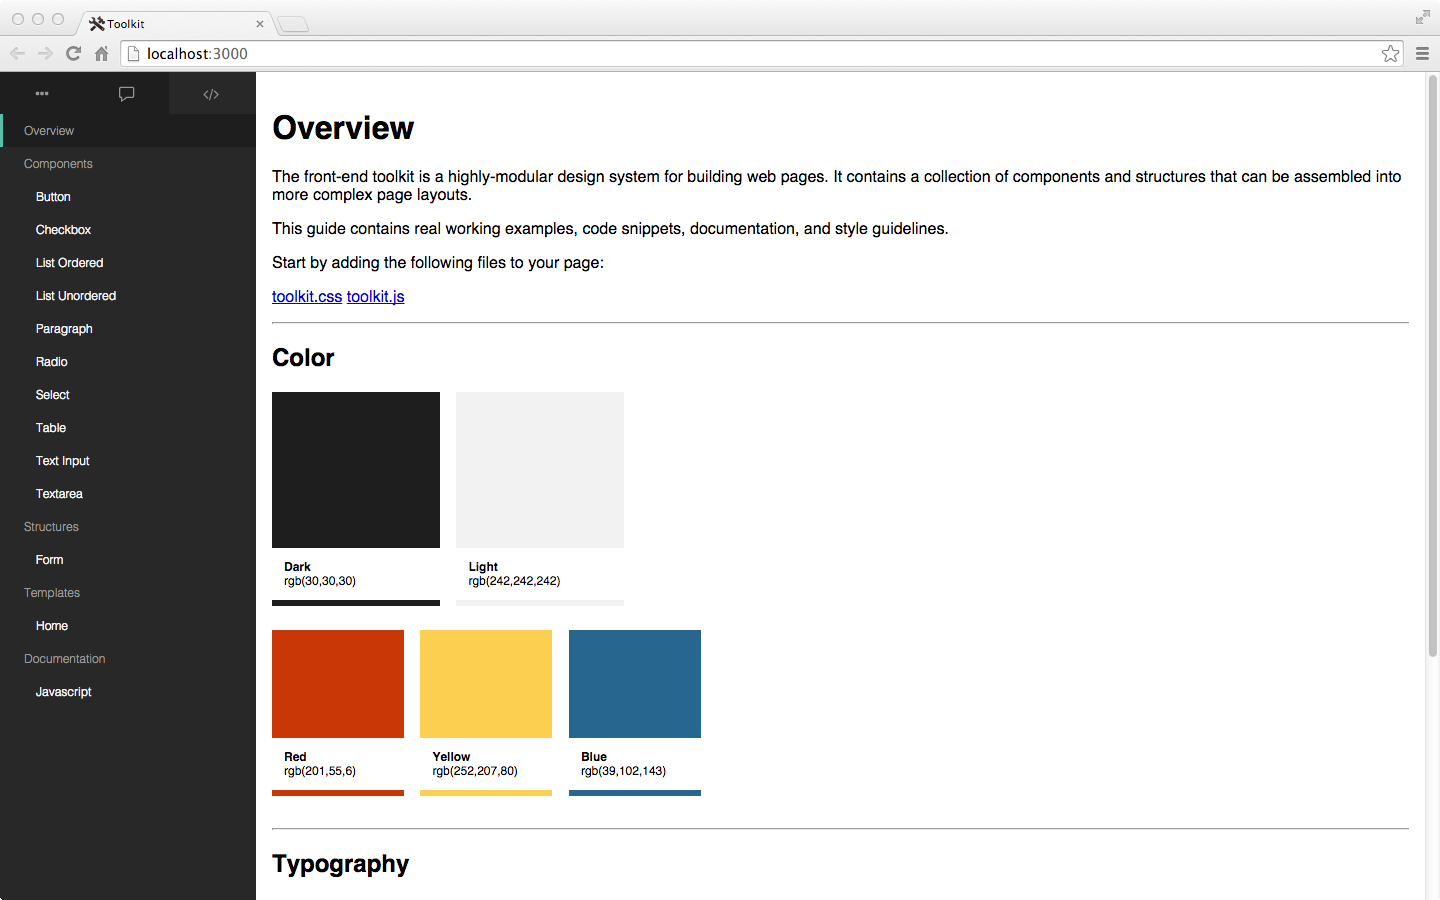 Toolkit
localhost:3000
Overview
Components
Button
Checkbox
List Ordered
List Unordered
Paragraph
Radio
Select
Table
Text Input
Textarea
Structures
Form
Templates
Home
Documentation
Javascript
Overview
The front-end toolkit is a highly-modular design system for building web pages. It contains a collection of components and structures that can be assembled into
more complex page layouts.
This guide contains real working examples, code snippets, documentation, and style guidelines.
Start by adding the following files to your page:
toolkit.css toolkit.js
Color
Dark
rgb(30,30,30)
Light
rgb(242,242,242)
Red
rgb(201,55,6)
Yellow
rgb(252,207,80)
Blue
rgb(39,102,143)
Typography